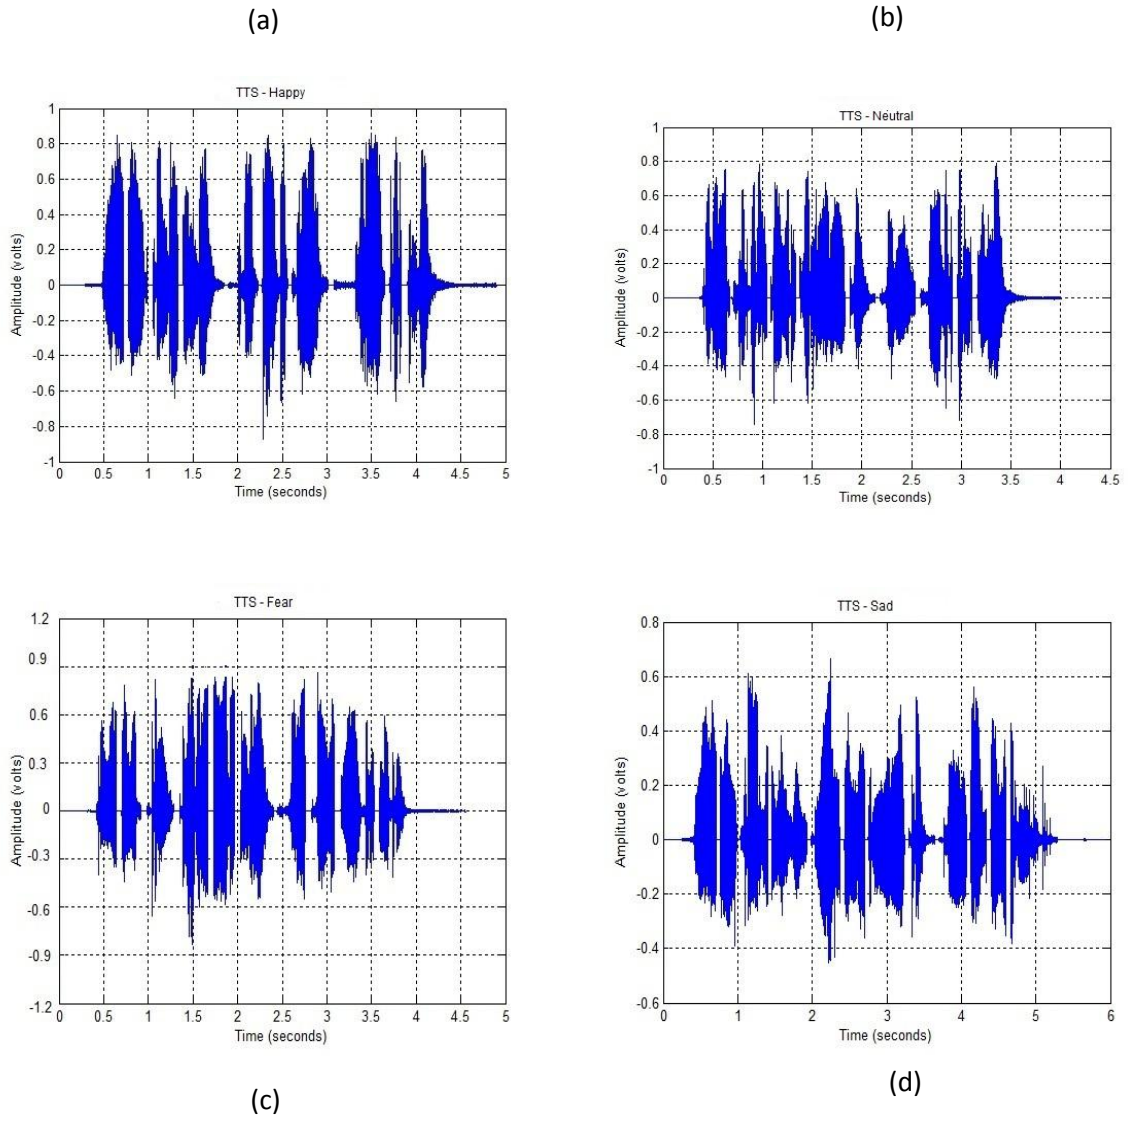 (a)
(b)
TTS - Happy
1
0.8
0.6
0.4
0.2
0
-0.2
-0.4
-0.6
-0.8
-1
Amplitude (volts)
0 0.5 1 1.5 2 2.5 3 3.5 4 4.5 5
Time (seconds)
TTS - Neutral
1
0.8
0.6
0.4
0.2
0
-0.2
-0.4
-0.6
-0.8
-1
Amplitude (volts)
0 0.5 1 1.5 2 2.5 3 3.5 4 4.5
Time (seconds)
TTS - Fear
1.2
0.9
0.6
0.3
0
-0.3
-0.6
-0.9
-1.2
Amplitude (volts)
0 0.5 1 1.5 2 2.5 3 3.5 4 4.5 5
Time (seconds)
TTS - Sad
0.8
0.6
0.4
0.2
0
-0.2
-0.4
-0.6
Amplitude (volts)
0 1 2 3 4 5 6
Time (seconds)
(c)
(d)